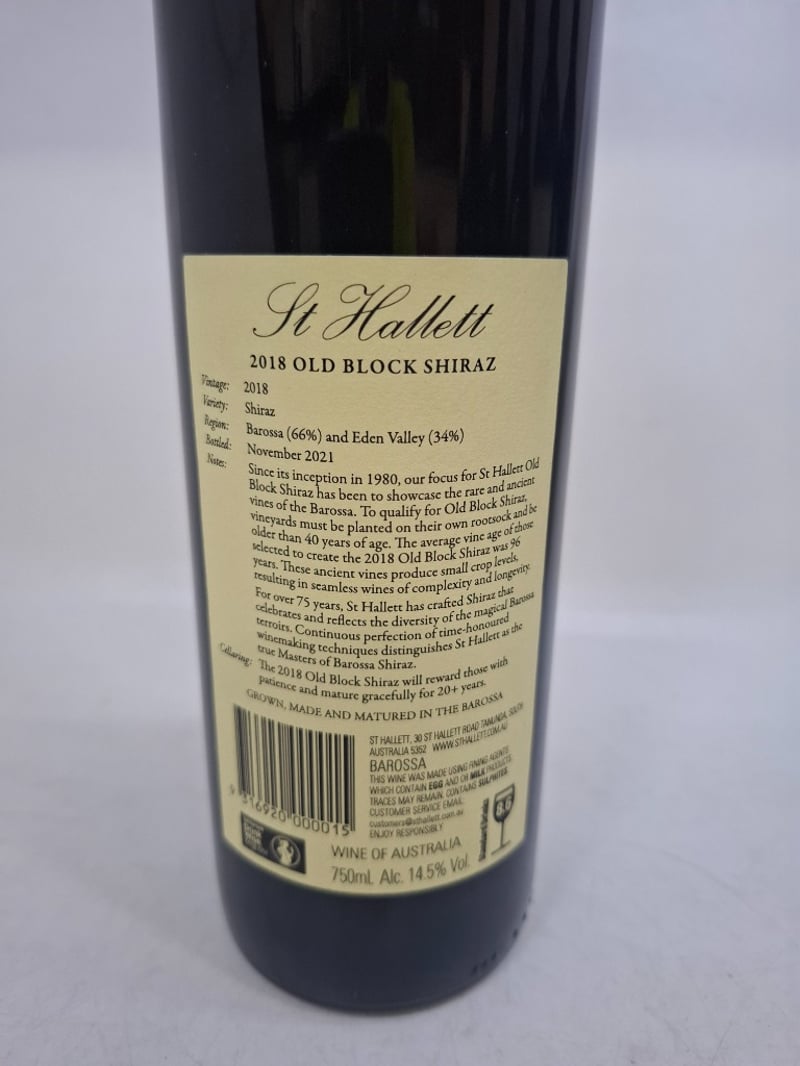 St Hallett
2018 OLD BLOCK SHIRAZ
Vintage: 2018
Variety: Shiraz
Region: Barossa (66%) and Eden Valley (34%)
Bottled: November 2021
Notes: Since its inception in 1980, our focus for St Hallett Old
Block Shiraz has been to showcase the rare and ancient
vines of the Barossa. To qualify for Old Block Shiraz,
vineyards must be planted on their own rootsock and be
older than 40 years of age. The average vine age of those
selected to create the 2018 Old Block Shiraz was 96
years. These ancient vines produce small crop levels,
resulting in seamless wines of complexity and longevity.
For over 75 years, St Hallett has crafted Shiraz that
celebrates and reflects the diversity of the magical Barossa
terroirs. Continuous perfection of time-honoured
winemaking techniques distinguishes St Hallett as the
true Masters of Barossa Shiraz.
Cellaring: The 2018 Old Block Shiraz will reward those with
patience and mature gracefully for 20+ years.
GROWN, MADE AND MATURED IN THE BAROSSA
ST HALLETT, 30 ST HALLETT ROAD TANUNDA, SOUTH
AUSTRALIA 5352 WWW.STHALLETT.COM.AU
BAROSSA
THIS WINE WAS MADE USING FINING AGENTS
WHICH CONTAIN EGG AND OR MILK PRODUCTS.
TRACES MAY REMAIN. CONTAINS SULPHITES.
CUSTOMER SERVICE EMAIL:
customers@sthallett.com.au
ENJOY RESPONSIBLY
9 316920 000015
8.6
WINE OF AUSTRALIA
750mL Alc. 14.5% Vol.